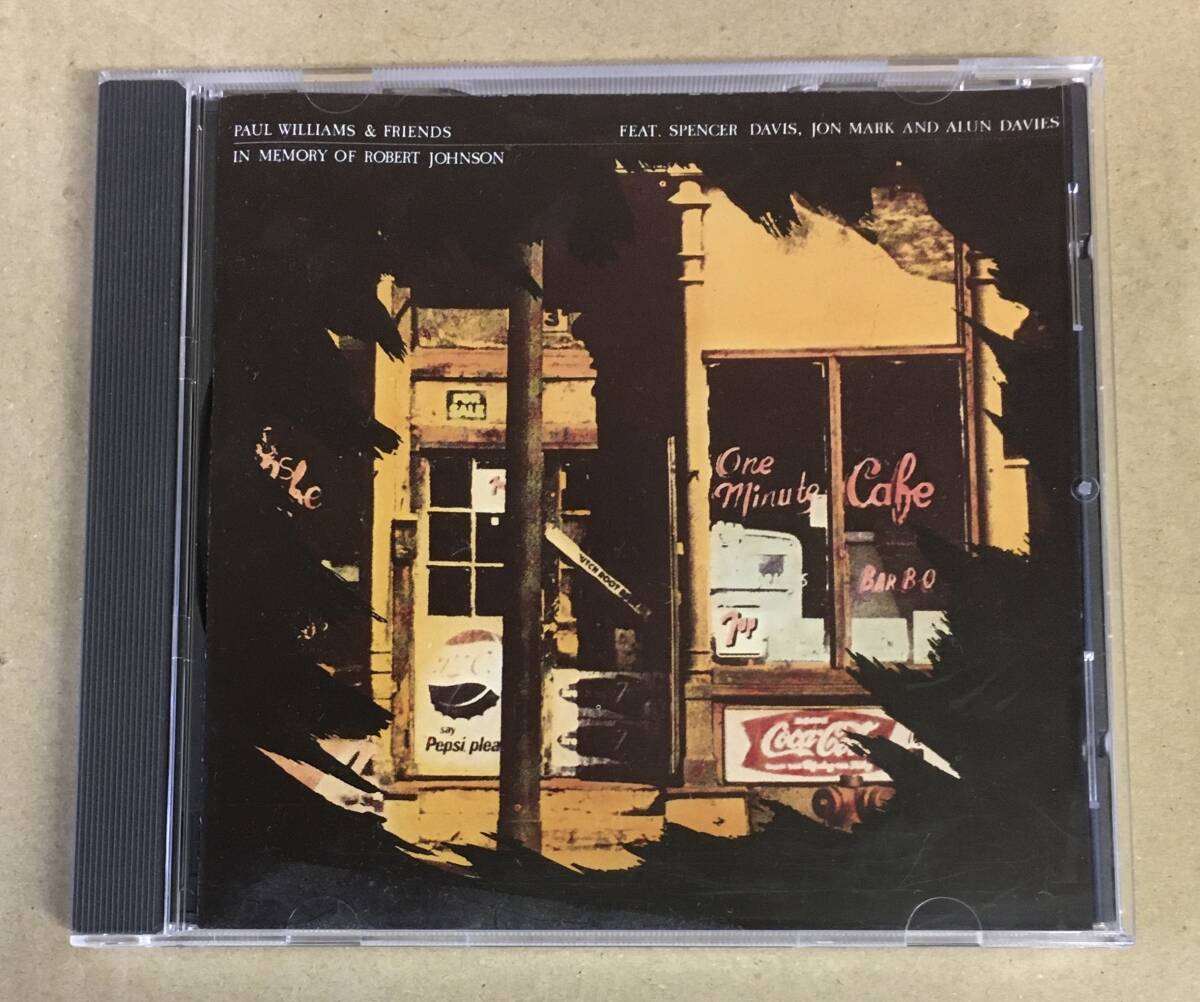 PAUL WILLIAMS & FRIENDS
FEAT. SPENCER DAVIS, JON MARK AND ALUN DAVIES
IN MEMORY OF ROBERT JOHNSON
One
Minute
Cafe
BAR B-Q
7up
say
Pepsi plea
Coca-Co